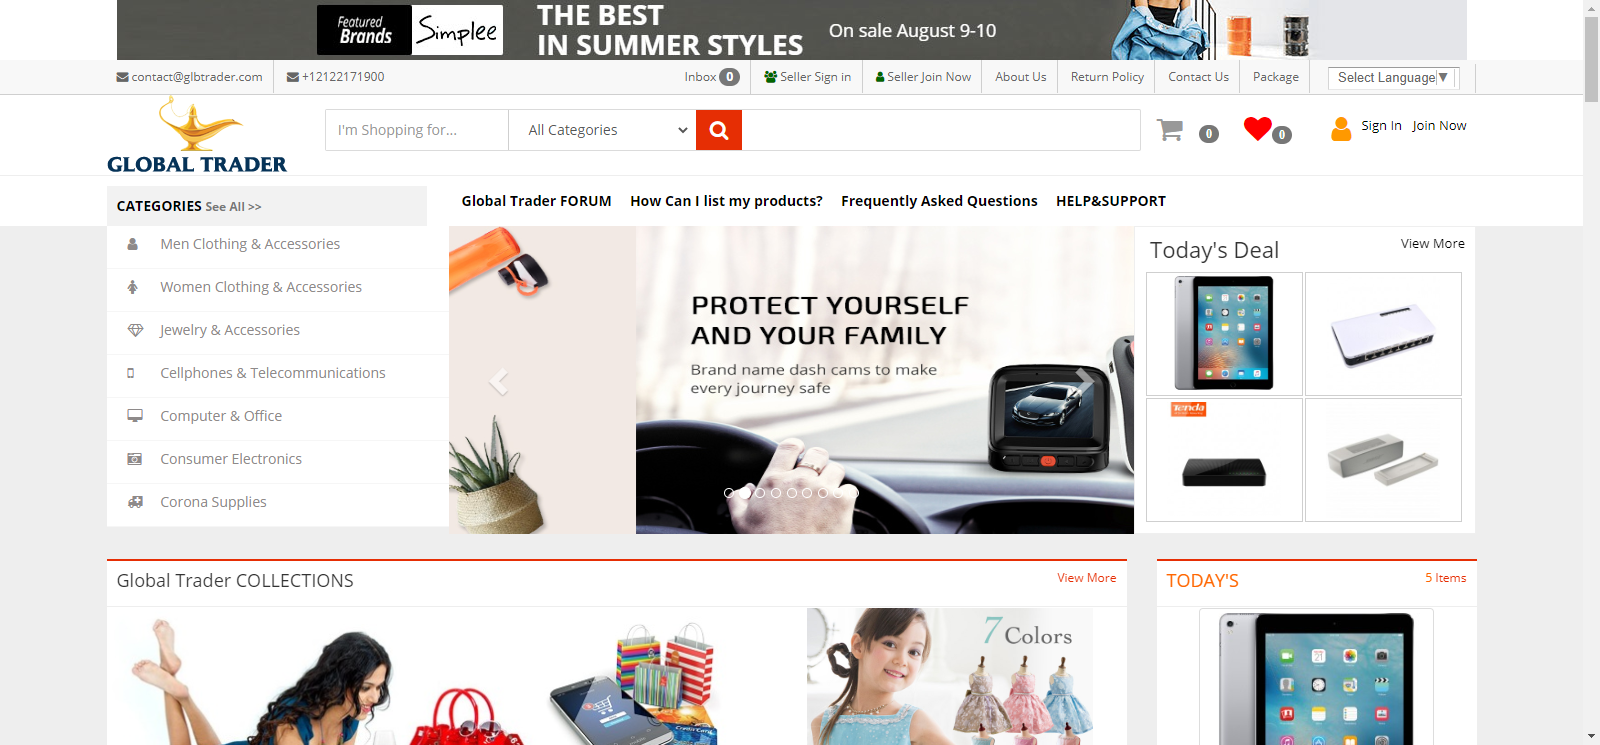 Featured Brands
Simplee
THE BEST
IN SUMMER STYLES
On sale August 9-10
contact@glbtrader.com
+12122171900
Inbox 0
Seller Sign in
Seller Join Now
About Us
Return Policy
Contact Us
Package
Select Language▼
GLOBAL TRADER
I'm Shopping for...
All Categories
0
0
Sign In
Join Now
CATEGORIES See All >>
Global Trader FORUM
How Can I list my products?
Frequently Asked Questions
HELP&SUPPORT
Men Clothing & Accessories
Women Clothing & Accessories
Jewelry & Accessories
Cellphones & Telecommunications
Computer & Office
Consumer Electronics
Corona Supplies
PROTECT YOURSELF
AND YOUR FAMILY
Brand name dash cams to make
every journey safe
Today's Deal
View More
Tenda
Global Trader COLLECTIONS
View More
7 Colors
TODAY'S
5 Items